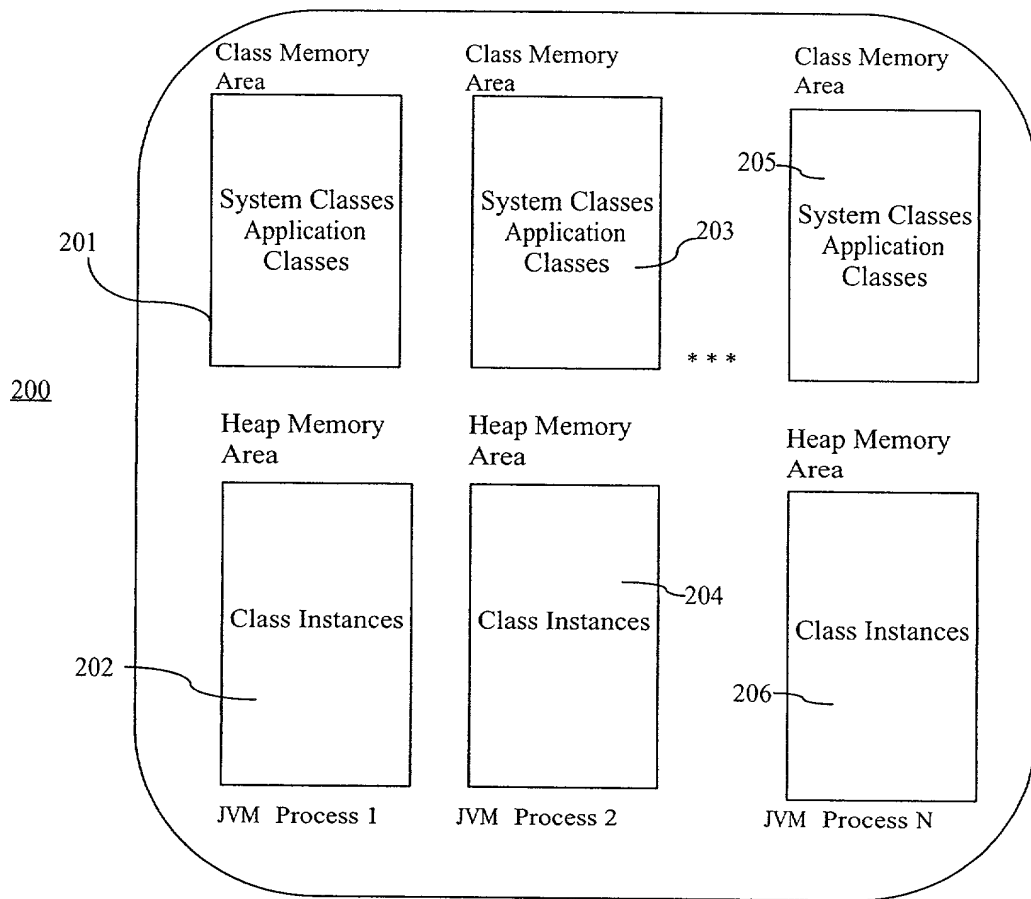 Class Memory
Area
Class Memory
Area
Class Memory
Area
System Classes
Application
Classes
201
System Classes
Application
Classes
203
205
System Classes
Application
Classes
* * *
200
Heap Memory
Area
Heap Memory
Area
Heap Memory
Area
Class Instances
202
Class Instances
204
Class Instances
206
JVM Process 1
JVM Process 2
JVM Process N